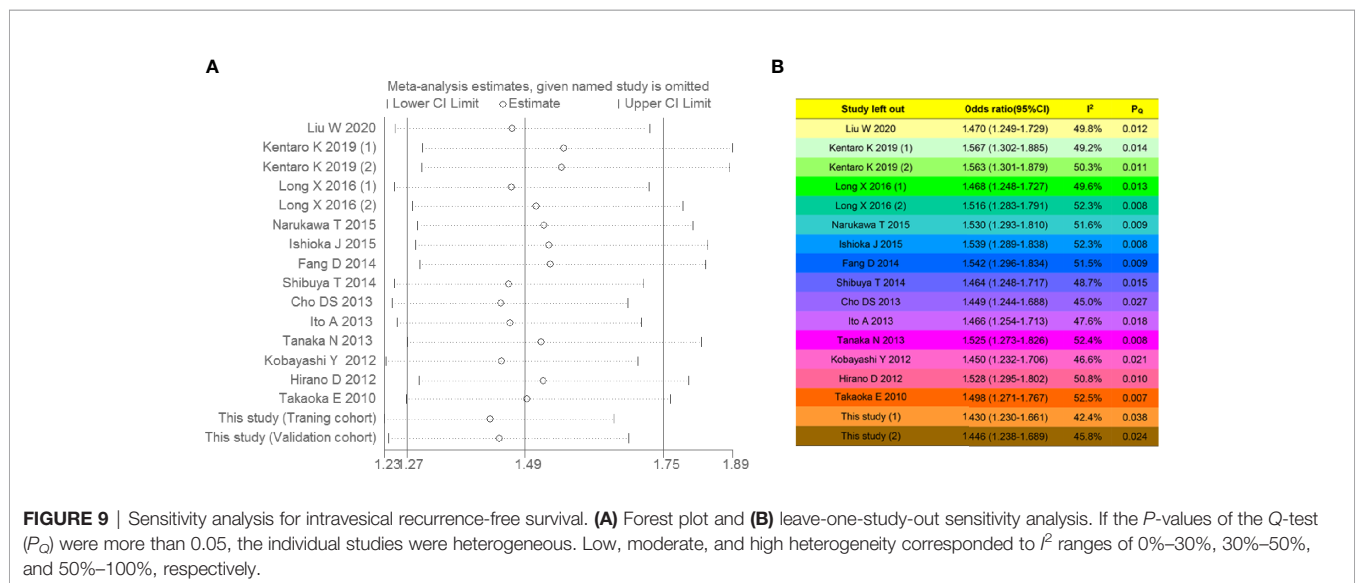 A
B
Meta-analysis estimates, given named study is omitted
Lower CI Limit Estimate Upper CI Limit
Liu W 2020
Kentaro K 2019 (1)
Kentaro K 2019 (2)
Long X 2016 (1)
Long X 2016 (2)
Narukawa T 2015
Ishioka J 2015
Fang D 2014
Shibuya T 2014
Cho DS 2013
Ito A 2013
Tanaka N 2013
Kobayashi Y 2012
Hirano D 2012
Takaoka E 2010
This study (Traning cohort)
This study (Validation cohort)
1.23 1.27 1.49 1.75 1.89
Study left out 0dds ratio(95%CI) I² PQ
Liu W 2020 1.470 (1.249-1.729) 49.8% 0.012
Kentaro K 2019 (1) 1.567 (1.302-1.885) 49.2% 0.014
Kentaro K 2019 (2) 1.563 (1.301-1.879) 50.3% 0.011
Long X 2016 (1) 1.468 (1.248-1.727) 49.6% 0.013
Long X 2016 (2) 1.516 (1.283-1.791) 52.3% 0.008
Narukawa T 2015 1.530 (1.293-1.810) 51.6% 0.009
Ishioka J 2015 1.539 (1.289-1.838) 52.3% 0.008
Fang D 2014 1.542 (1.296-1.834) 51.5% 0.009
Shibuya T 2014 1.464 (1.248-1.717) 48.7% 0.015
Cho DS 2013 1.449 (1.244-1.688) 45.0% 0.027
Ito A 2013 1.466 (1.254-1.713) 47.6% 0.018
Tanaka N 2013 1.525 (1.273-1.826) 52.4% 0.008
Kobayashi Y 2012 1.450 (1.232-1.706) 46.6% 0.021
Hirano D 2012 1.528 (1.295-1.802) 50.8% 0.010
Takaoka E 2010 1.498 (1.271-1.767) 52.5% 0.007
This study (1) 1.430 (1.230-1.661) 42.4% 0.038
This study (2) 1.446 (1.238-1.689) 45.8% 0.024
FIGURE 9 | Sensitivity analysis for intravesical recurrence-free survival. (A) Forest plot and (B) leave-one-study-out sensitivity analysis. If the P-values of the Q-test
(PQ) were more than 0.05, the individual studies were heterogeneous. Low, moderate, and high heterogeneity corresponded to I² ranges of 0%–30%, 30%–50%,
and 50%–100%, respectively.